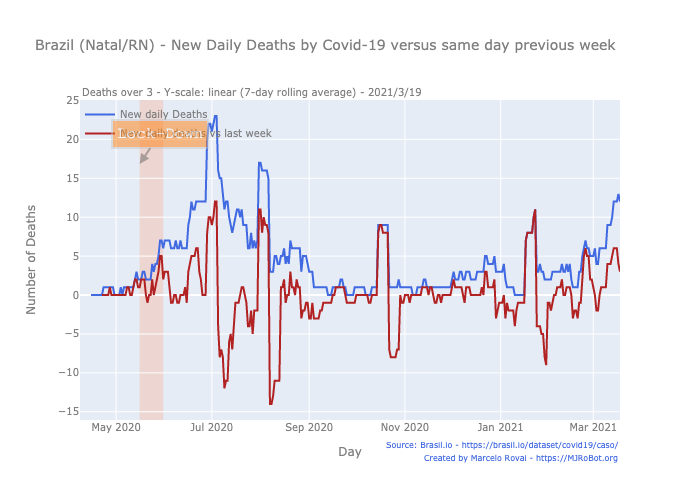 Brazil (Natal/RN) - New Daily Deaths by Covid-19 versus same day previous week
Deaths over 3 - Y-scale: linear (7-day rolling average) - 2021/3/19
New daily Deaths
New daily deaths vs last week
Lock-Down
Number of Deaths
25
20
15
10
5
0
−5
−10
−15
May 2020
Jul 2020
Sep 2020
Nov 2020
Jan 2021
Mar 2021
Day
Source: Brasil.io - https://brasil.io/dataset/covid19/caso/
Created by Marcelo Rovai - https://MJRoBot.org